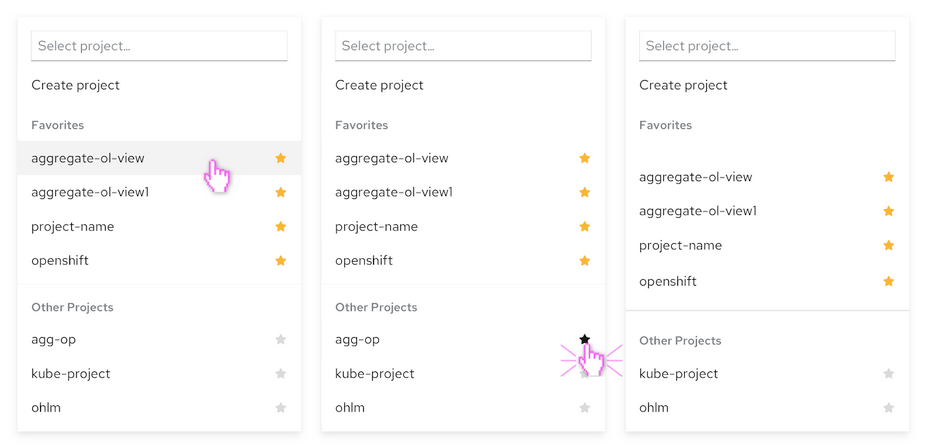 Select project...
Create project
Favorites
aggregate-ol-view
aggregate-ol-view1
project-name
openshift
Other Projects
agg-op
kube-project
ohlm
Select project...
Create project
Favorites
aggregate-ol-view
aggregate-ol-view1
project-name
openshift
Other Projects
agg-op
kube-project
ohlm
Select project...
Create project
Favorites
aggregate-ol-view
aggregate-ol-view1
project-name
openshift
Other Projects
kube-project
ohlm